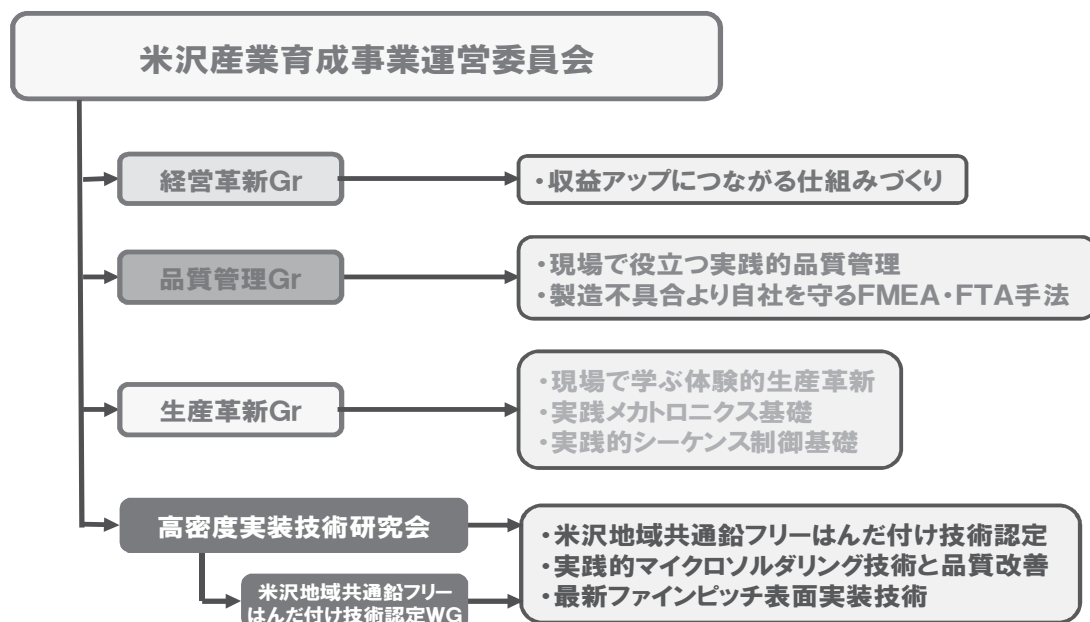 米沢産業育成事業運営委員会
経営革新Gr
・収益アップにつながる仕組みづくり
品質管理Gr
・現場で役立つ実践的品質管理
・製造不具合より自社を守るFMEA・FTA手法
生産革新Gr
・現場で学ぶ体験的生産革新
・実践メカトロニクス基礎
・実践的シーケンス制御基礎
高密度実装技術研究会
・米沢地域共通鉛フリーはんだ付け技術認定
・実践的マイクロソルダリング技術と品質改善
・最新ファインピッチ表面実装技術
米沢地域共通鉛フリー
はんだ付け技術認定WG